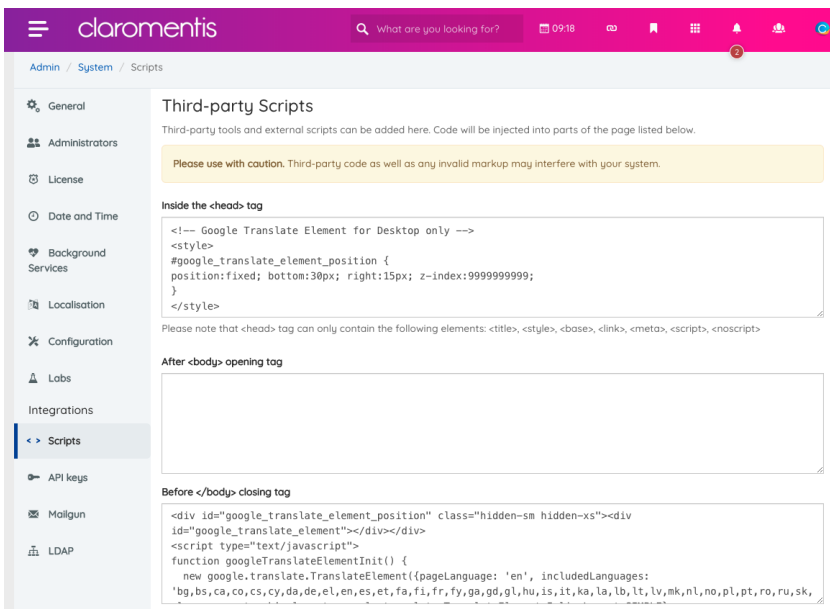 claromentis
What are you looking for?
09:18
2
Admin / System / Scripts
General
Administrators
License
Date and Time
Background
Services
Localisation
Configuration
Labs
Integrations
< > Scripts
API keys
Mailgun
LDAP
Third-party Scripts
Third-party tools and external scripts can be added here. Code will be injected into parts of the page listed below.
Please use with caution. Third-party code as well as any invalid markup may interfere with your system.
Inside the <head> tag
<!-- Google Translate Element for Desktop only -->
<style>
#google_translate_element_position {
position:fixed; bottom:30px; right:15px; z-index:9999999999;
}
</style>
Please note that <head> tag can only contain the following elements: <title>, <style>, <base>, <link>, <meta>, <script>, <noscript>
After <body> opening tag
Before </body> closing tag
<div id="google_translate_element_position" class="hidden-sm hidden-xs"><div
id="google_translate_element"></div></div>
<script type="text/javascript">
function googleTranslateElementInit() {
new google.translate.TranslateElement({pageLanguage: 'en', includedLanguages:
'bg,bs,ca,co,cs,cy,da,de,el,en,es,et,fa,fi,fr,fy,ga,gd,gl,hu,is,it,ka,la,lb,lt,lv,mk,nl,no,pl,pt,ro,ru,sk,